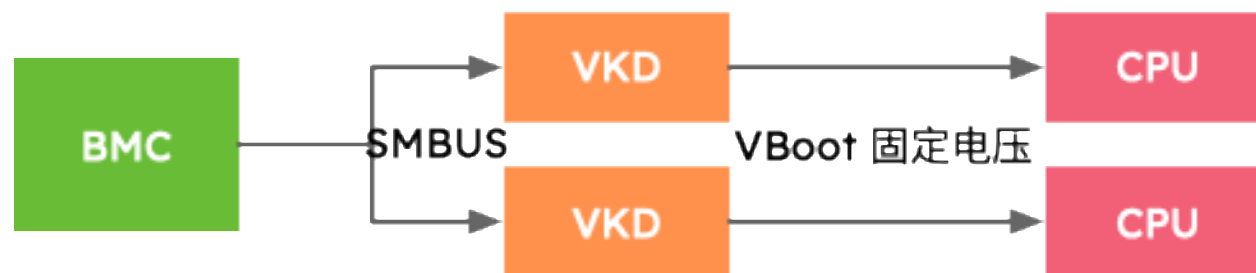 VKD
CPU
BMC
SMBUS
VBoot 固定电压
VKD
CPU